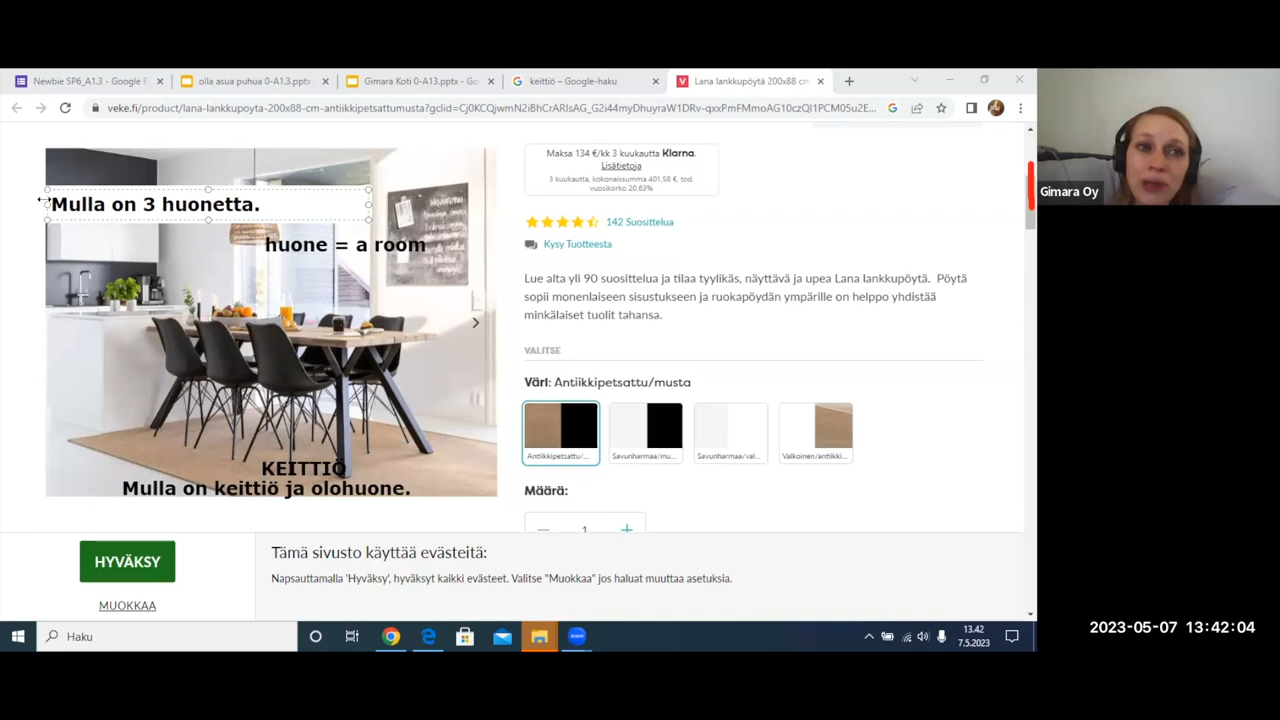 Newbie SP6_A1.3 - Google F
olla asua puhua 0-A1.3.pptx
Gimara Koti 0-A13.pptx - Go
keittiö – Google-haku
Lana lankkupöytä 200x88 cm
veke.fi/product/lana-lankkupoyta-200x88-cm-antiikkipetsattumusta?gclid=
Mulla on 3 huonetta.
huone = a room
KEITTIÖ
Mulla on keittiö ja olohuone.
Maksa 134 €/kk 3 kuukautta Klarna.
Lisätietoja
3 kuukautta, kokonaissumma 401,58 €, tod.
vuosikorko 20,63%
142 Suosittelua
Kysy Tuotteesta
Lue alta yli 90 suosittelua ja tilaa tyylikäs, näyttävä ja upea Lana lankkupöytä. Pöytä
sopii monenlaiseen sisustukseen ja ruokapöydän ympärille on helppo yhdistää
minkälaiset tuolit tahansa.
VALITSE
Väri: Antiikkipetsattu/musta
Antiikkipetsattu/...
Savunharmaa/mu...
Savunharmaa/val...
Valkoinen/antiikki...
Määrä:
1
HYVÄKSY
MUOKKAA
Tämä sivusto käyttää evästeitä:
Napsauttamalla 'Hyväksy', hyväksyt kaikki evästeet. Valitse "Muokkaa" jos haluat muuttaa asetuksia.
Haku
zoom
13.42
7.5.2023
Gimara Oy
2023-05-07 13:42:04